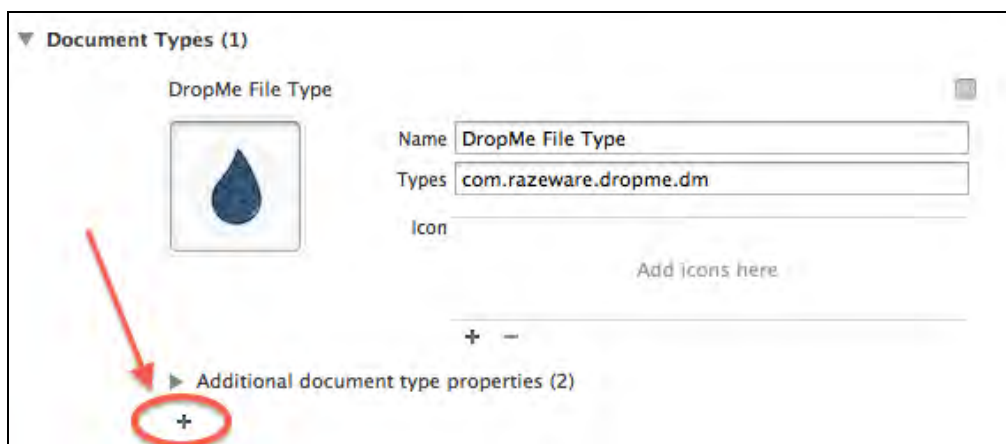 Document Types (1)
DropMe File Type
Name DropMe File Type
Types com.razeware.dropme.dm
Icon
Add icons here
+ −
Additional document type properties (2)
+